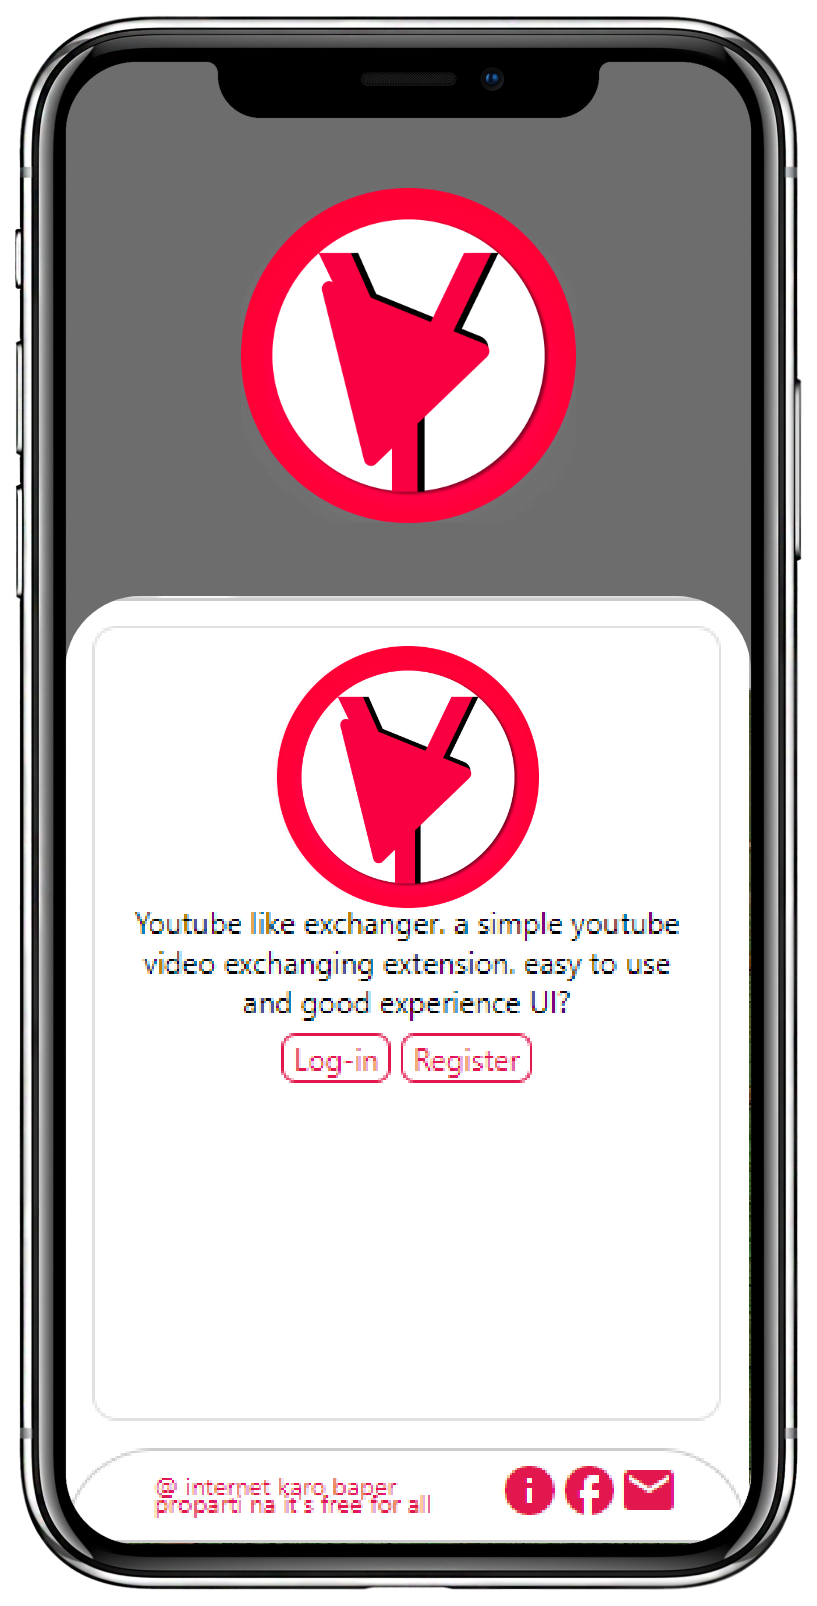 Youtube like exchanger. a simple youtube
video exchanging extension. easy to use
and good experience UI?
Log-in Register
@ internet karo baper
proparti na it's free for all